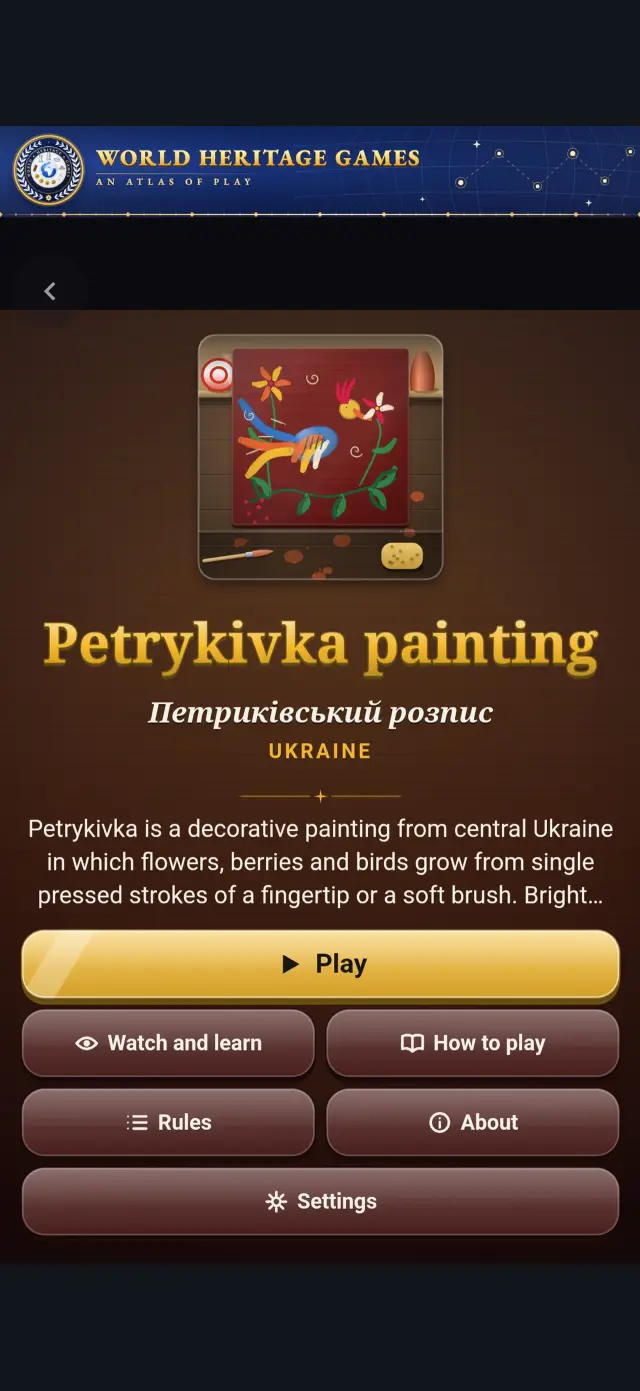 WORLD HERITAGE GAMES
AN ATLAS OF PLAY
Petrykivka painting
Петриківський розпис
UKRAINE
Petrykivka is a decorative painting from central Ukraine
in which flowers, berries and birds grow from single
pressed strokes of a fingertip or a soft brush. Bright...
Play
Watch and learn
How to play
Rules
About
Settings